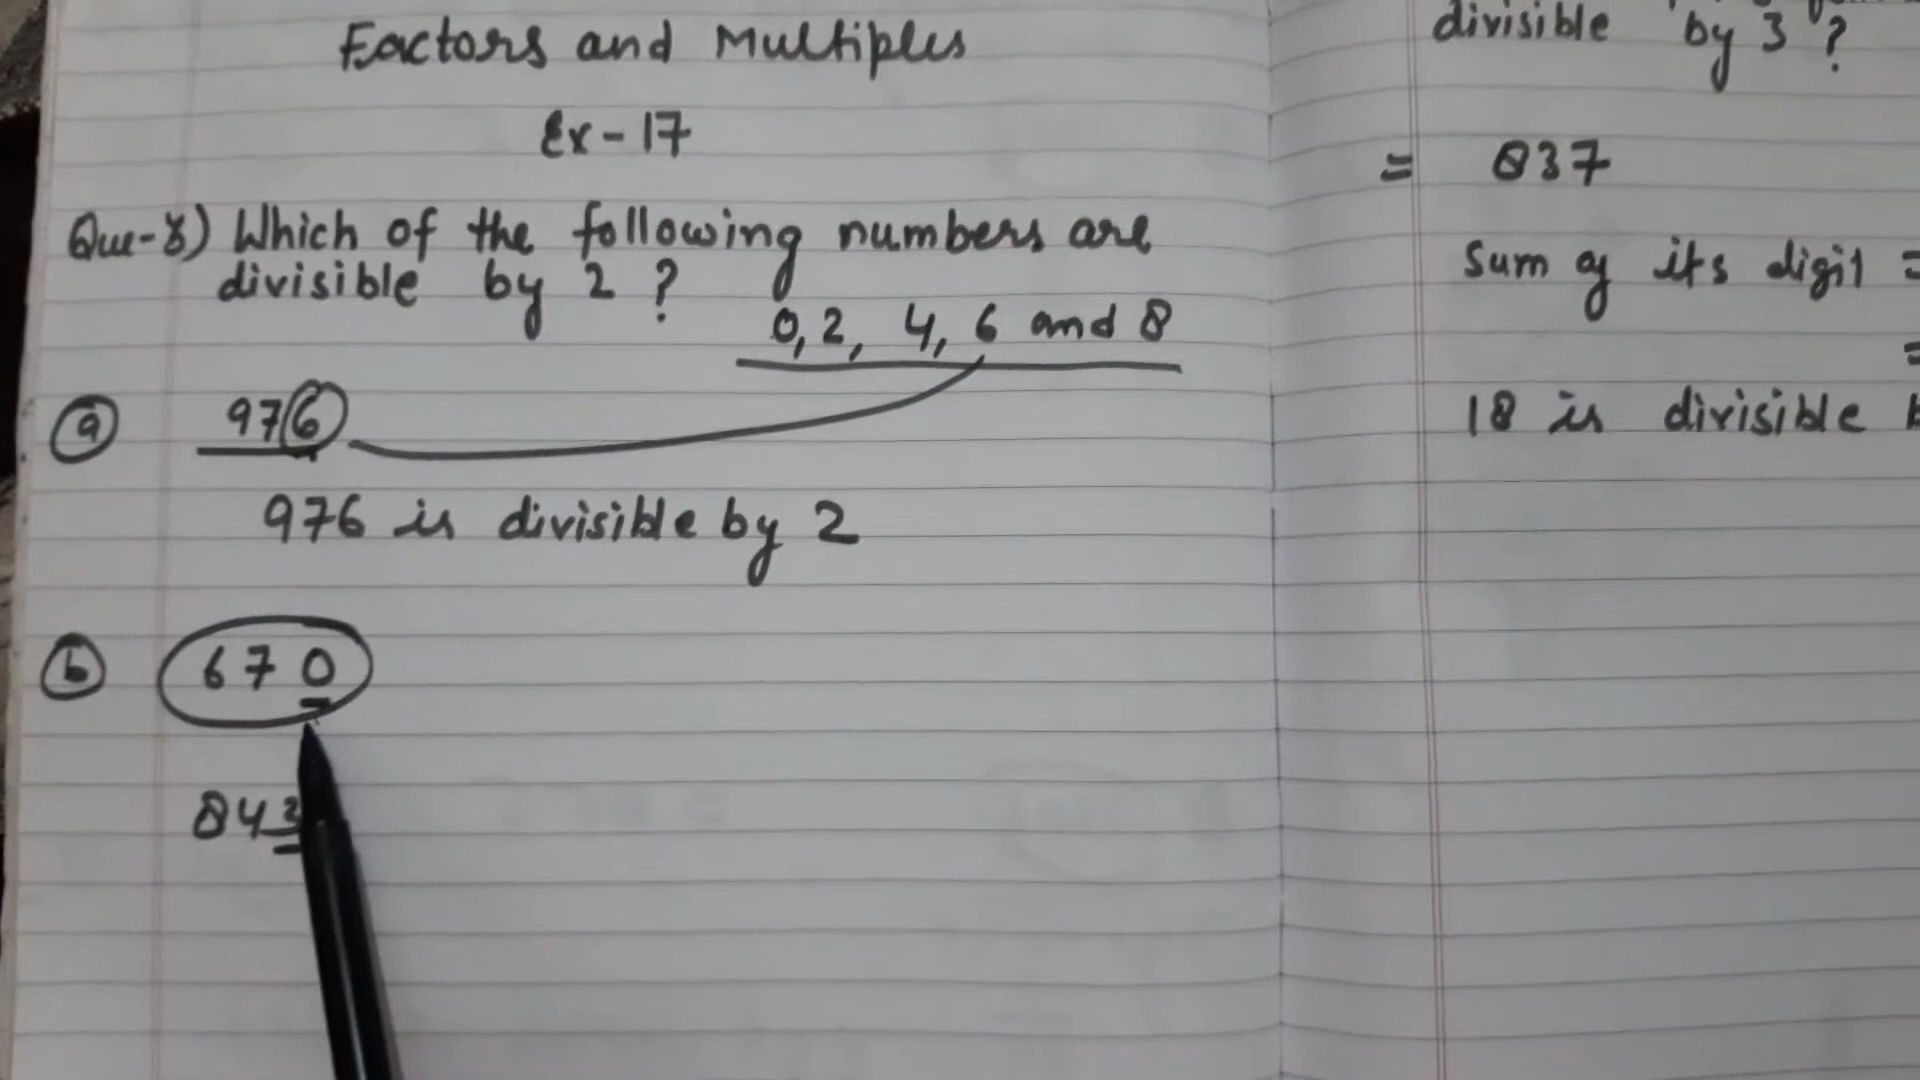 Factors and Multiples
Ex-17
Que-8) Which of the following numbers are
divisible by 2 ?
0, 2, 4, 6 and 8
(a) 976
976 is divisible by 2
(b) 670
84
divisible by 3 ?
= 837
Sum of its digit =
=
18 is divisible